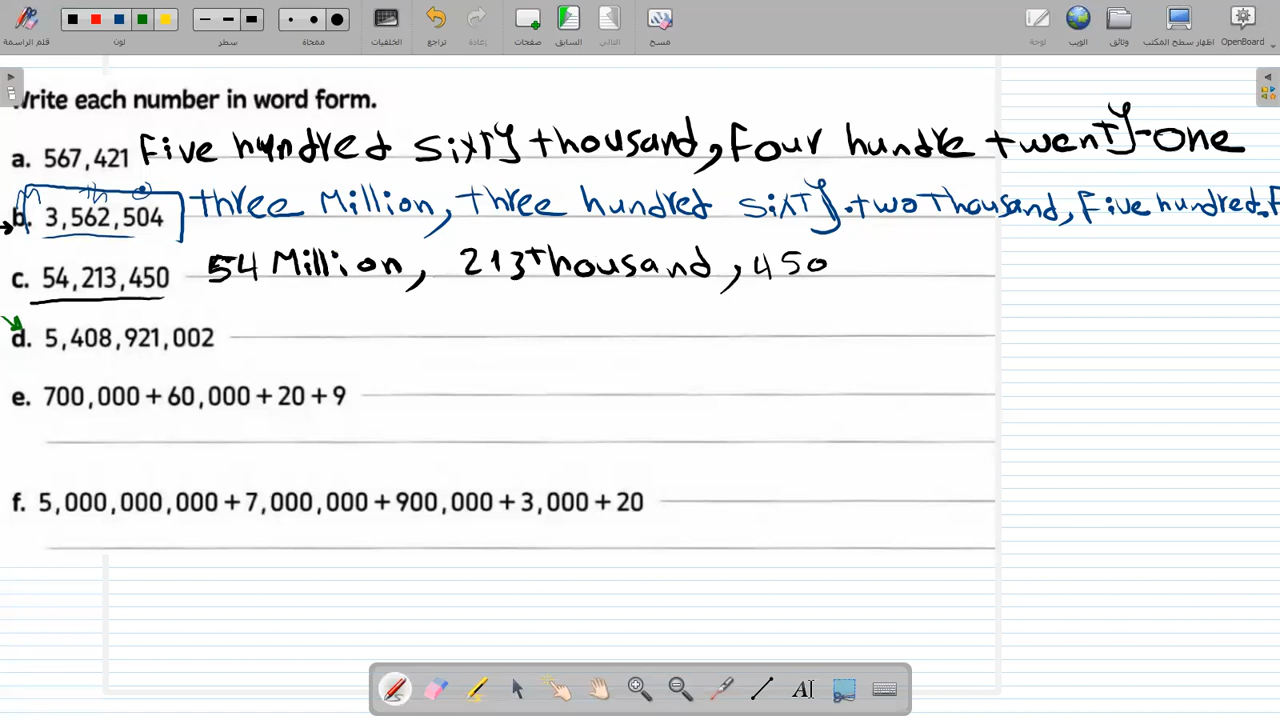 قلم الراسمة
لون
سطر
ممحاة
الخلفيات
تراجع
إعادة
صفحات
السابق
التالي
مسح
لوحة
الويب
وثائق
اظهار سطح المكتب
OpenBoard
Write each number in word form.
a. 567,421 Five hundred sixty thousand, Four hundre twenty-one
b. 3,562,504 three Million, three hundred sixty.two Thousand, Five hundred.f
c. 54,213,450 54 Million, 213 thousand, 450
d. 5,408,921,002
e. 700,000 + 60,000 + 20 + 9
f. 5,000,000,000 + 7,000,000 + 900,000 + 3,000 + 20